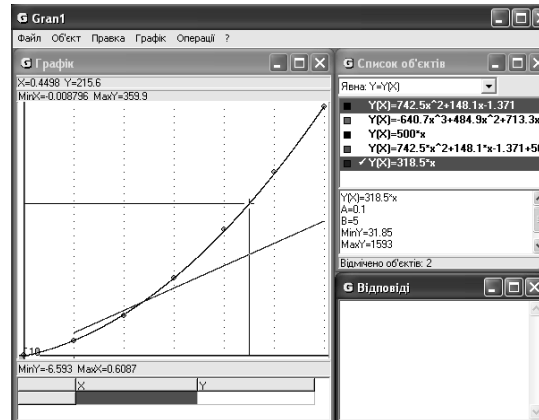 Gran1
Файл Об'єкт Правка Графік Операції ?
Графік
X=0.4498 Y=215.6
MinX=-0.008796 MaxY=359.9
10
MinY=-6.593 MaxX=0.6087
X Y
Список об'єктів
Явна: Y=Y(X)
Y(X)=742.5x^2+148.1x-1.371
Y(X)=-640.7x^3+484.9x^2+713.3x
Y(X)=500*x
Y(X)=742.5*x^2+148.1*x-1.371+50
Y(X)=318.5*x
Y(X)=318.5*x
A=0.1
B=5
MinY=31.85
MaxY=1593
Відмічено об'єктів: 2
Відповіді